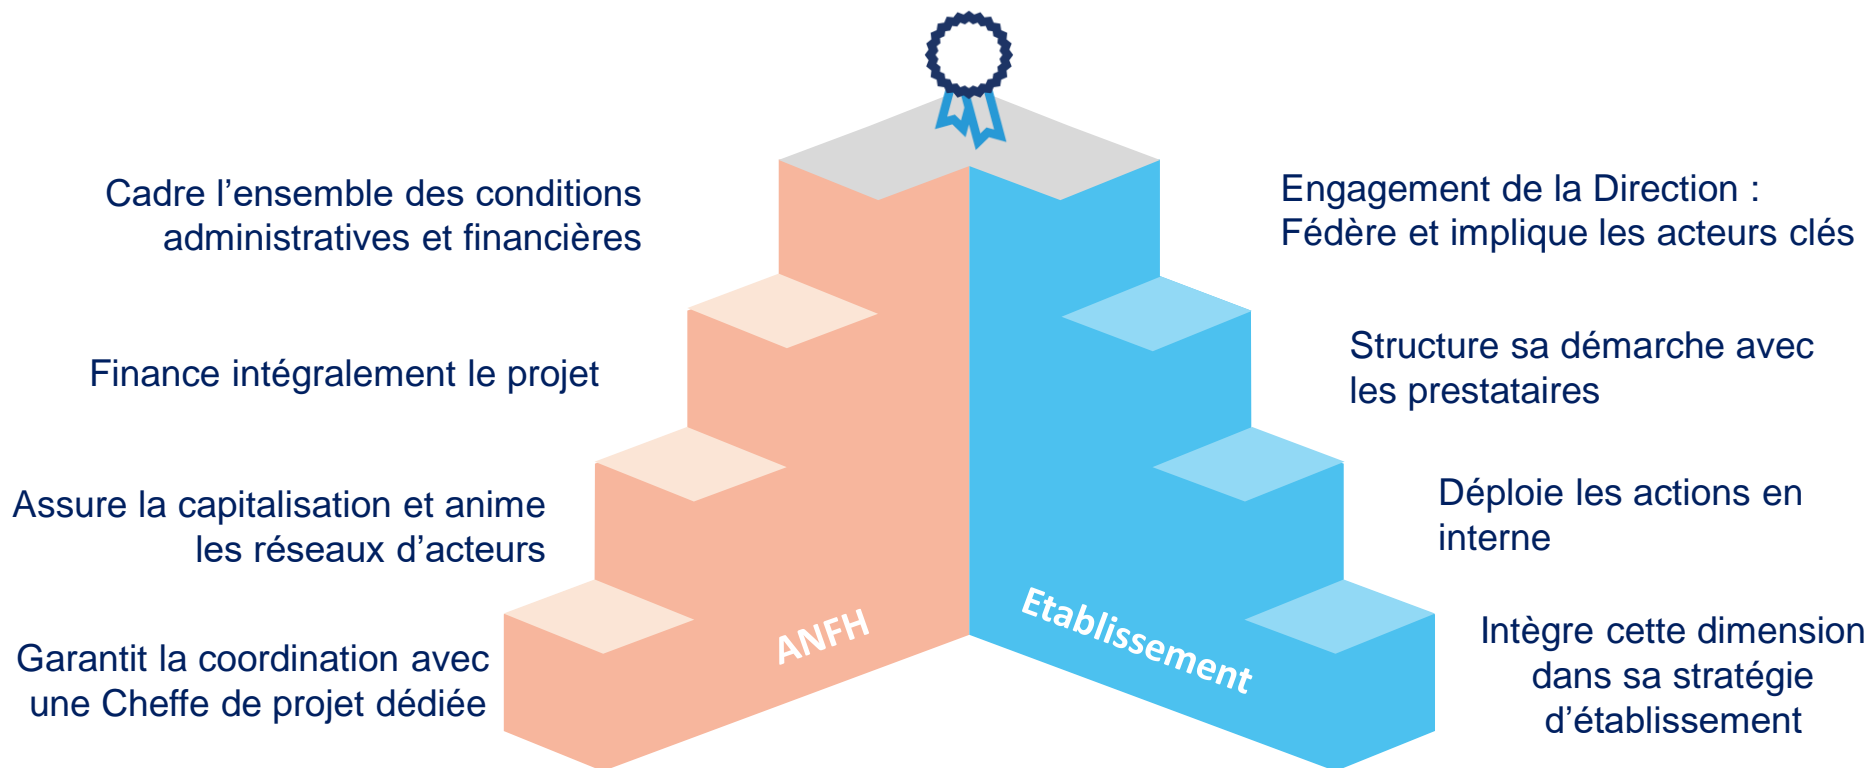 Cadre l’ensemble des conditions
administratives et financières
Finance intégralement le projet
Assure la capitalisation et anime
les réseaux d’acteurs
Garantit la coordination avec
une Cheffe de projet dédiée
ANFH
Etablissement
Engagement de la Direction :
Fédère et implique les acteurs clés
Structure sa démarche avec
les prestataires
Déploie les actions en
interne
Intègre cette dimension
dans sa stratégie
d’établissement